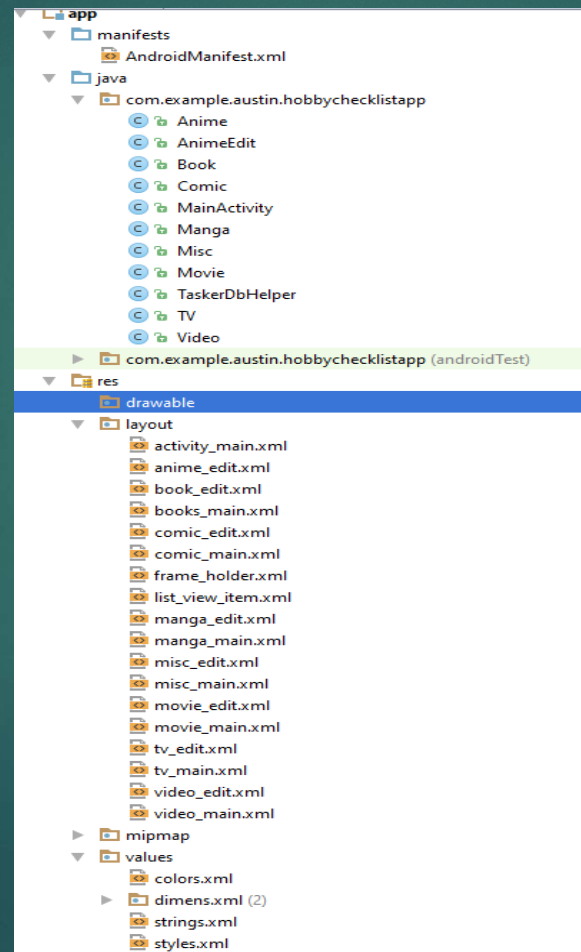 app
manifests
AndroidManifest.xml
java
com.example.austin.hobbychecklistapp
Anime
AnimeEdit
Book
Comic
MainActivity
Manga
Misc
Movie
TaskerDbHelper
TV
Video
com.example.austin.hobbychecklistapp (androidTest)
res
drawable
layout
activity_main.xml
anime_edit.xml
book_edit.xml
books_main.xml
comic_edit.xml
comic_main.xml
frame_holder.xml
list_view_item.xml
manga_edit.xml
manga_main.xml
misc_edit.xml
misc_main.xml
movie_edit.xml
movie_main.xml
tv_edit.xml
tv_main.xml
video_edit.xml
video_main.xml
mipmap
values
colors.xml
dimens.xml (2)
strings.xml
styles.xml